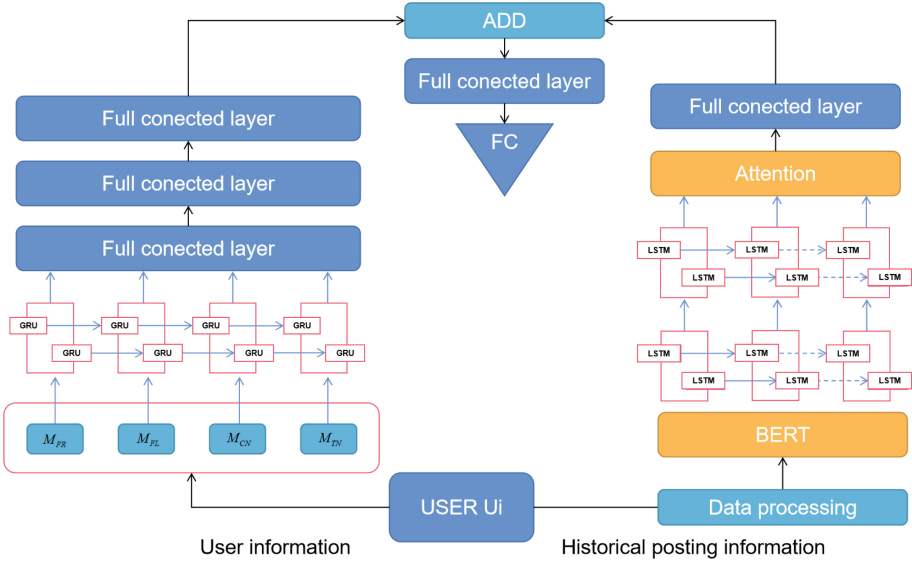 ADD
Full conected layer
FC
Full conected layer
Full conected layer
Full conected layer
GRU GRU GRU GRU
GRU GRU GRU GRU
M_FR M_FL M_CN M_TN
Full conected layer
Attention
LSTM LSTM LSTM
LSTM LSTM LSTM
LSTM LSTM LSTM
LSTM LSTM LSTM
BERT
Data processing
USER Ui
User information
Historical posting information